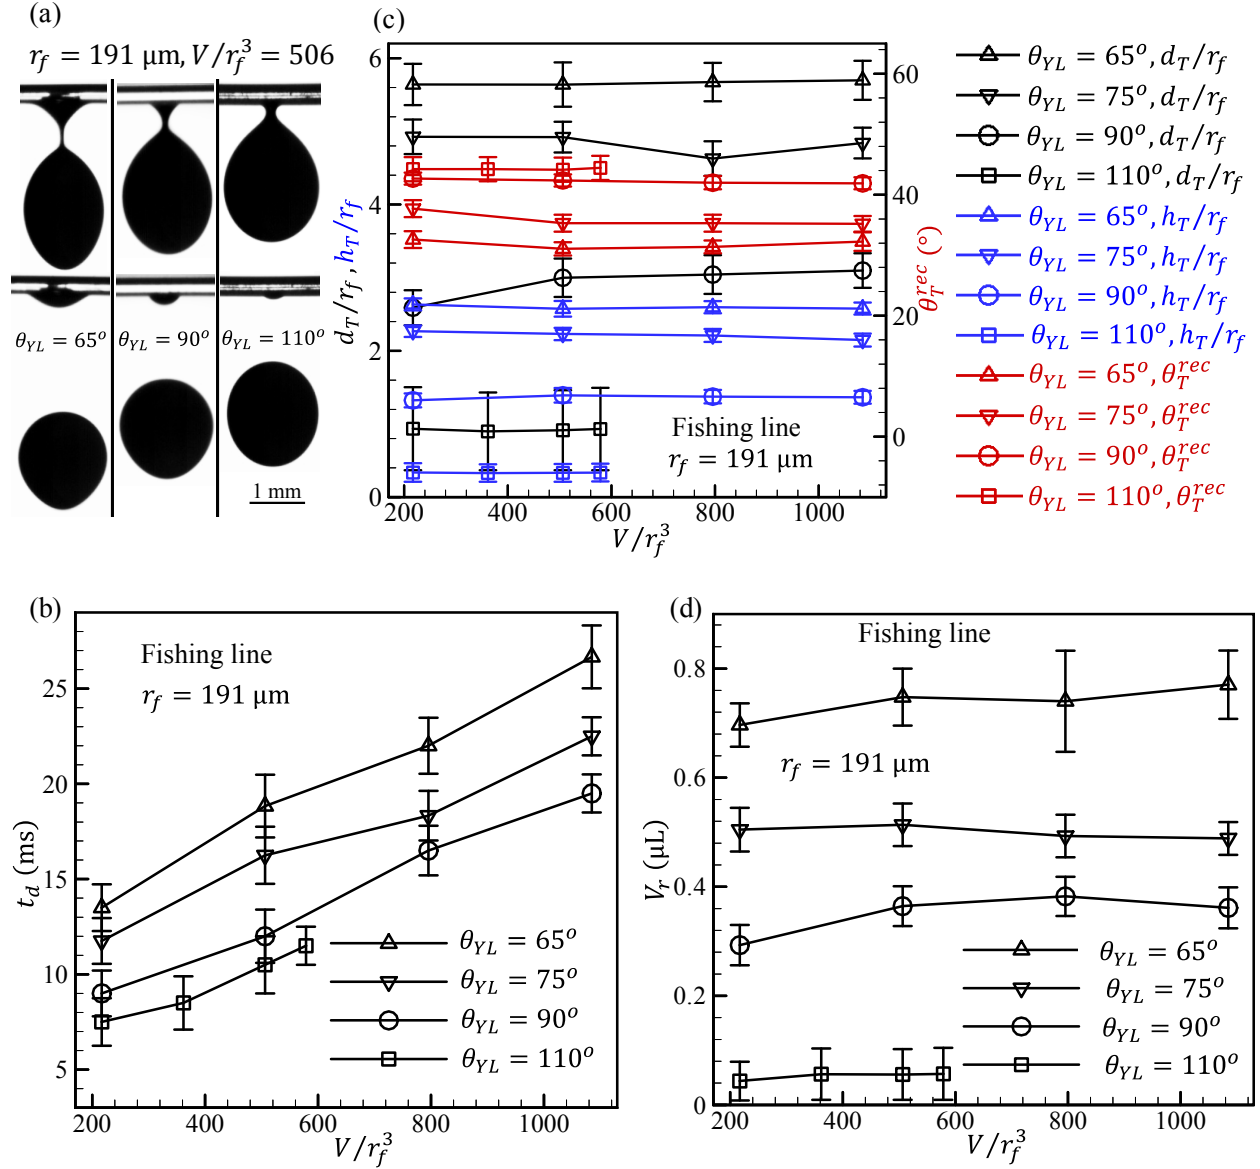 (a)
r_f = 191 μm, V/r_f^3 = 506
θ_YL = 65° θ_YL = 90° θ_YL = 110°
1 mm
(c)
6
4
2
0
d_T/r_f, h_T/r_f
60
40
20
0
θ_T^rec (°)
Fishing line
r_f = 191 μm
200 400 600 800 1000
V/r_f^3
θ_YL = 65°, d_T/r_f
θ_YL = 75°, d_T/r_f
θ_YL = 90°, d_T/r_f
θ_YL = 110°, d_T/r_f
θ_YL = 65°, h_T/r_f
θ_YL = 75°, h_T/r_f
θ_YL = 90°, h_T/r_f
θ_YL = 110°, h_T/r_f
θ_YL = 65°, θ_T^rec
θ_YL = 75°, θ_T^rec
θ_YL = 90°, θ_T^rec
θ_YL = 110°, θ_T^rec
(b)
Fishing line
r_f = 191 μm
25
20
15
10
5
t_d (ms)
θ_YL = 65°
θ_YL = 75°
θ_YL = 90°
θ_YL = 110°
200 400 600 800 1000
V/r_f^3
(d)
Fishing line
r_f = 191 μm
0.8
0.6
0.4
0.2
0
V_r (μL)
θ_YL = 65°
θ_YL = 75°
θ_YL = 90°
θ_YL = 110°
200 400 600 800 1000
V/r_f^3